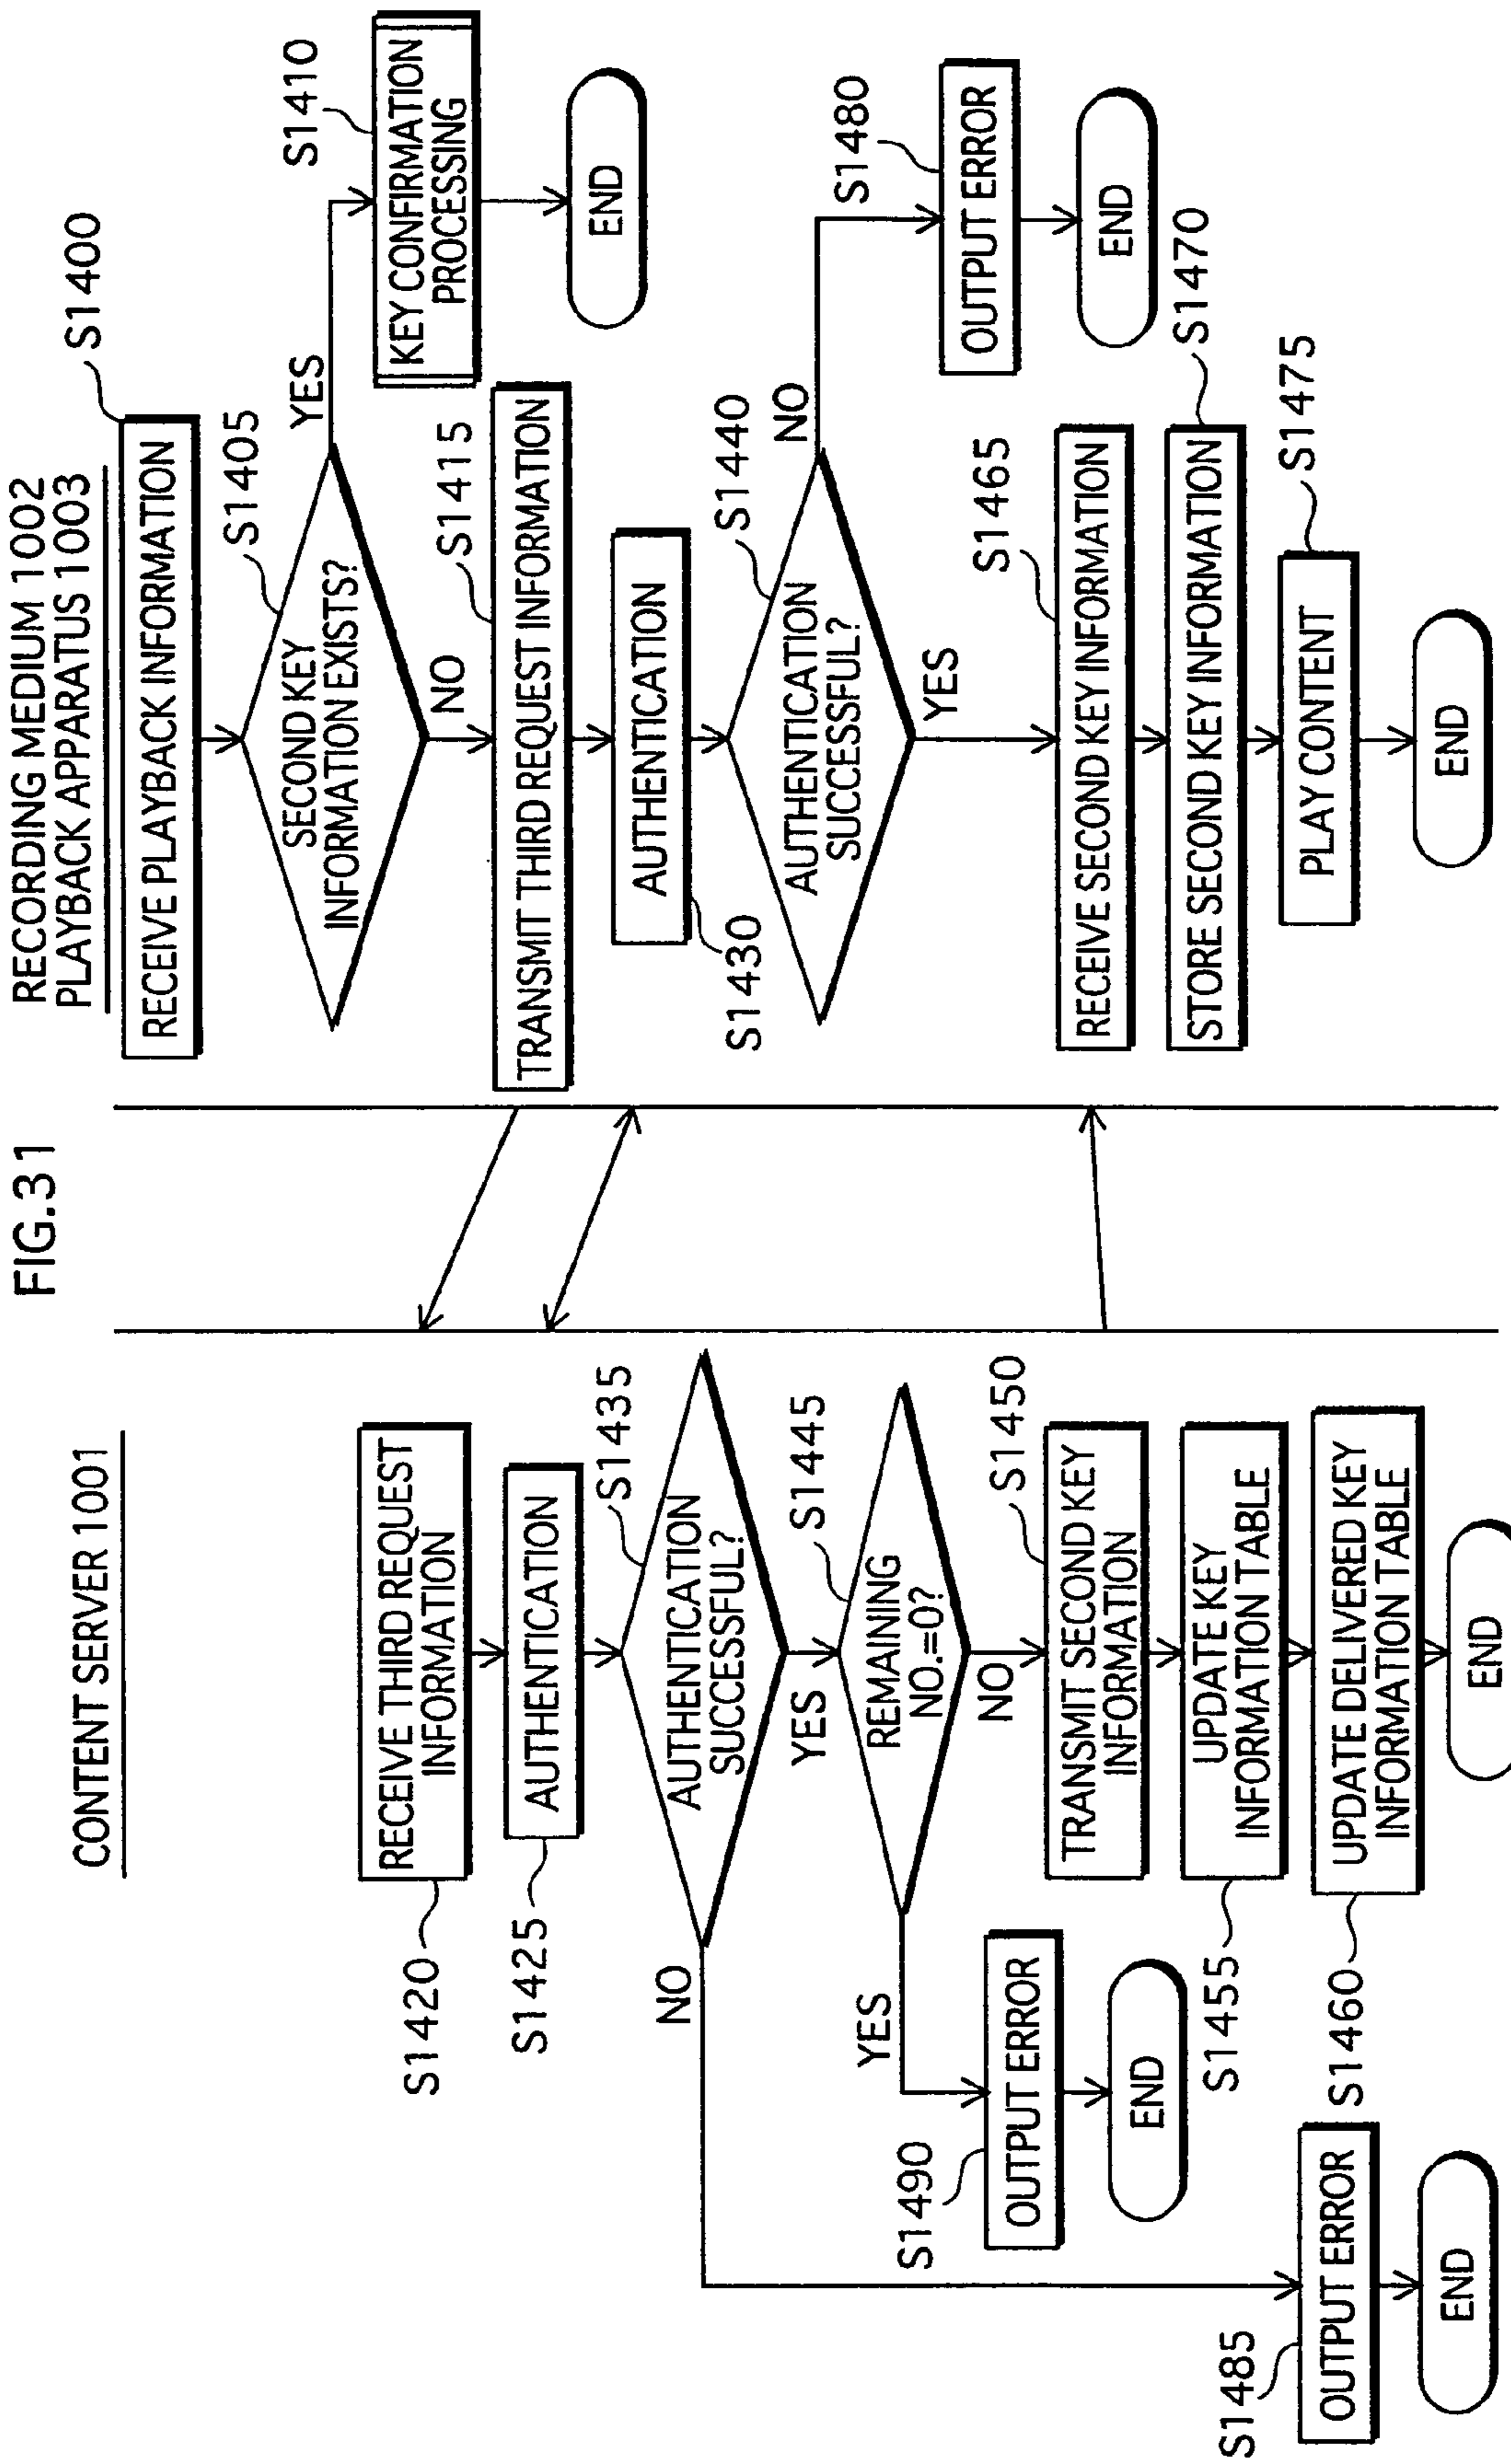 FIG.31
CONTENT SERVER 1001
RECEIVE THIRD REQUEST
INFORMATION
S1420
AUTHENTICATION
S1425
AUTHENTICATION
SUCCESSFUL?
S1435
NO
YES
REMAINING
NO.=0?
S1445
YES
NO
S1490
OUTPUT ERROR
END
TRANSMIT SECOND KEY
INFORMATION
S1450
UPDATE KEY
INFORMATION TABLE
S1455
UPDATE DELIVERED KEY
INFORMATION TABLE
S1460
END
S1485
OUTPUT ERROR
END
RECORDING MEDIUM 1002
PLAYBACK APPARATUS 1003
RECEIVE PLAYBACK INFORMATION
S1400
SECOND KEY
INFORMATION EXISTS?
S1405
YES
S1410
KEY CONFIRMATION
PROCESSING
END
NO
S1415
TRANSMIT THIRD REQUEST INFORMATION
AUTHENTICATION
S1430
AUTHENTICATION
SUCCESSFUL?
S1440
NO
S1480
OUTPUT ERROR
END
YES
S1465
RECEIVE SECOND KEY INFORMATION
STORE SECOND KEY INFORMATION
S1470
PLAY CONTENT
S1475
END